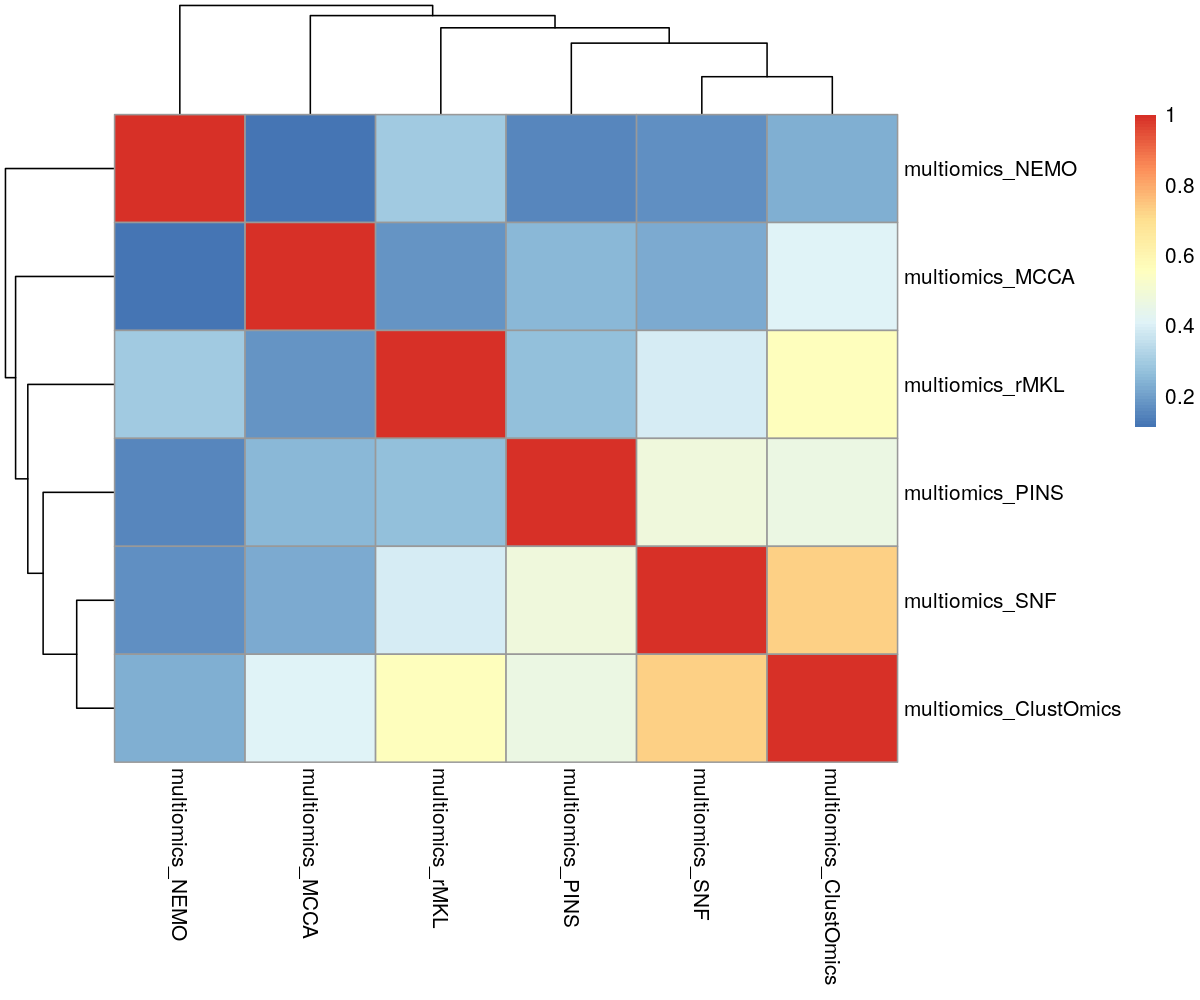 1
0.8
0.6
0.4
0.2
multiomics_NEMO
multiomics_MCCA
multiomics_rMKL
multiomics_PINS
multiomics_SNF
multiomics_ClustOmics
multiomics_NEMO
multiomics_MCCA
multiomics_rMKL
multiomics_PINS
multiomics_SNF
multiomics_ClustOmics